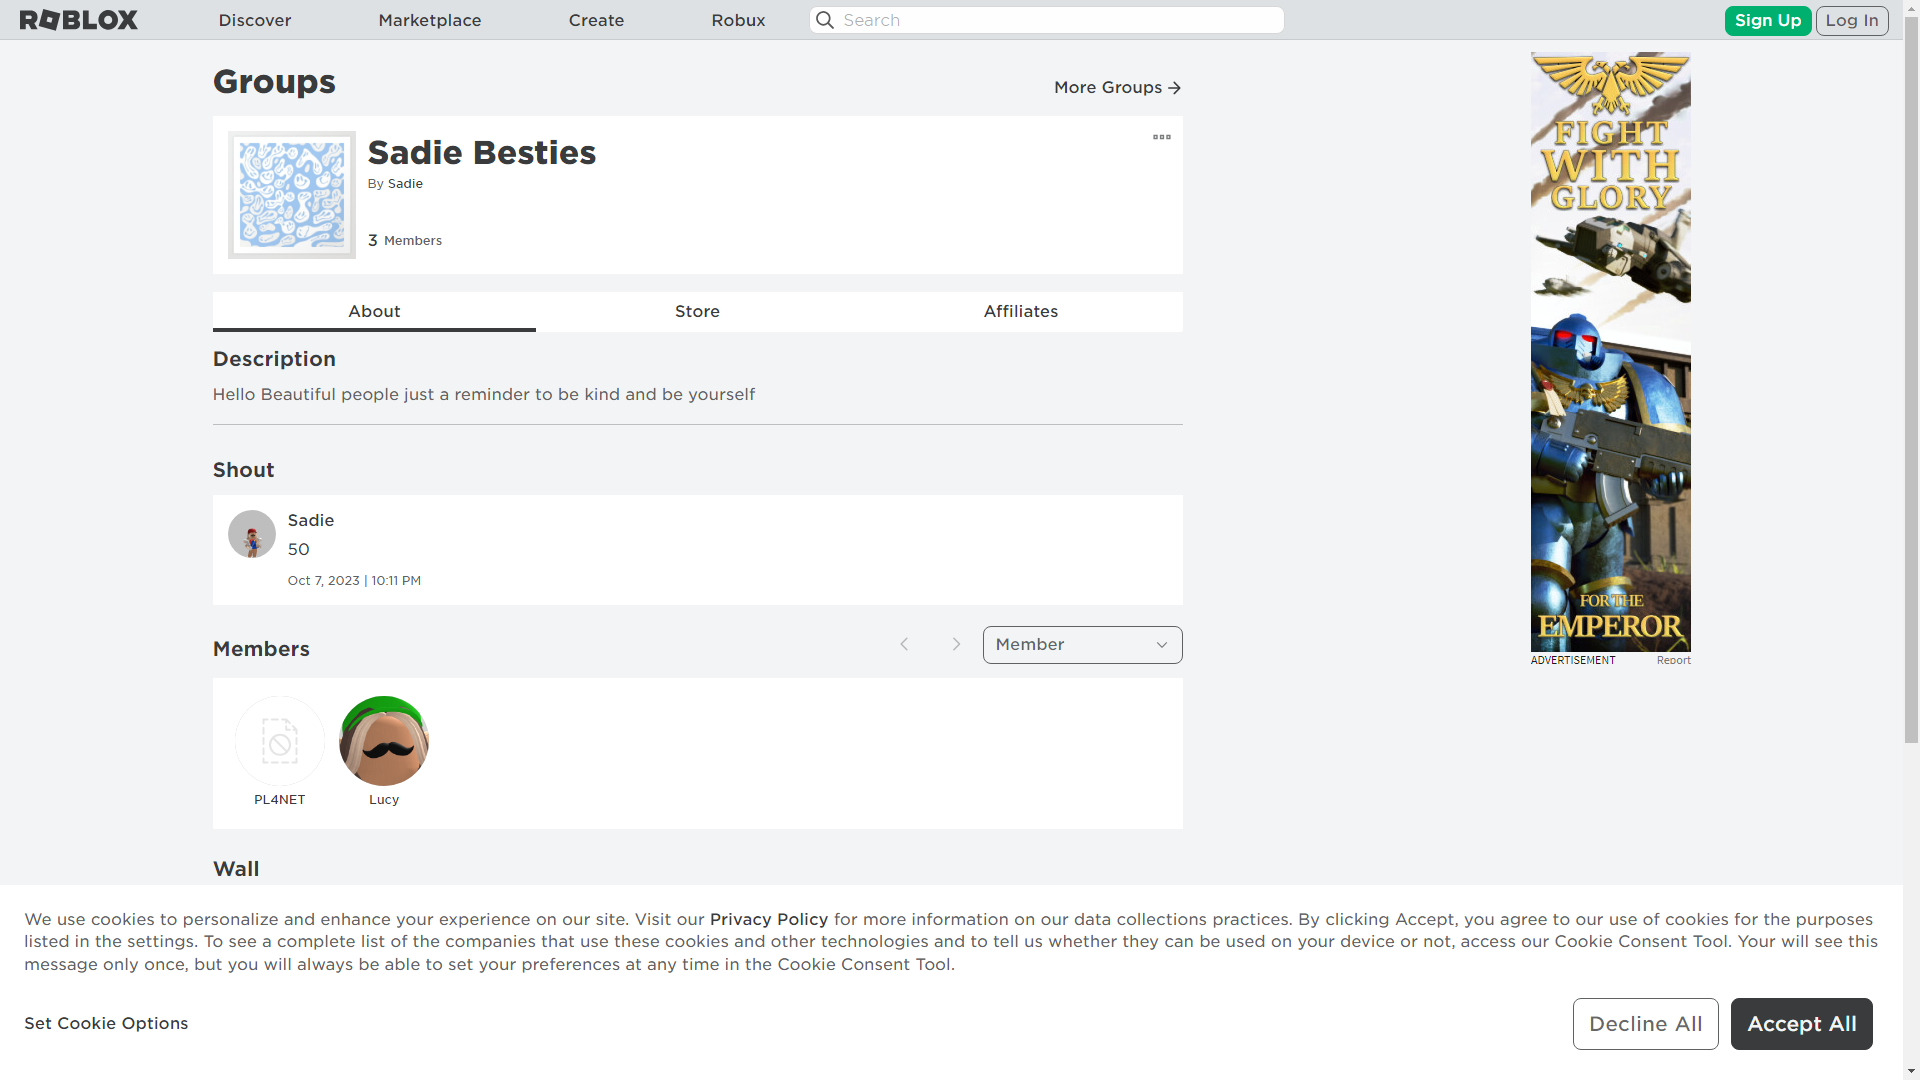 ROBLOX
Discover
Marketplace
Create
Robux
Search
Sign Up
Log In
Groups
More Groups
Sadie Besties
By Sadie
3 Members
About
Store
Affiliates
Description
Hello Beautiful people just a reminder to be kind and be yourself
Shout
Sadie
50
Oct 7, 2023 | 10:11 PM
Members
Member
PL4NET
Lucy
Wall
FIGHT
WITH
GLORY
FOR THE
EMPEROR
ADVERTISEMENT
Report
We use cookies to personalize and enhance your experience on our site. Visit our Privacy Policy for more information on our data collections practices. By clicking Accept, you agree to our use of cookies for the purposes
listed in the settings. To see a complete list of the companies that use these cookies and other technologies and to tell us whether they can be used on your device or not, access our Cookie Consent Tool. Your will see this
message only once, but you will always be able to set your preferences at any time in the Cookie Consent Tool.
Set Cookie Options
Decline All
Accept All